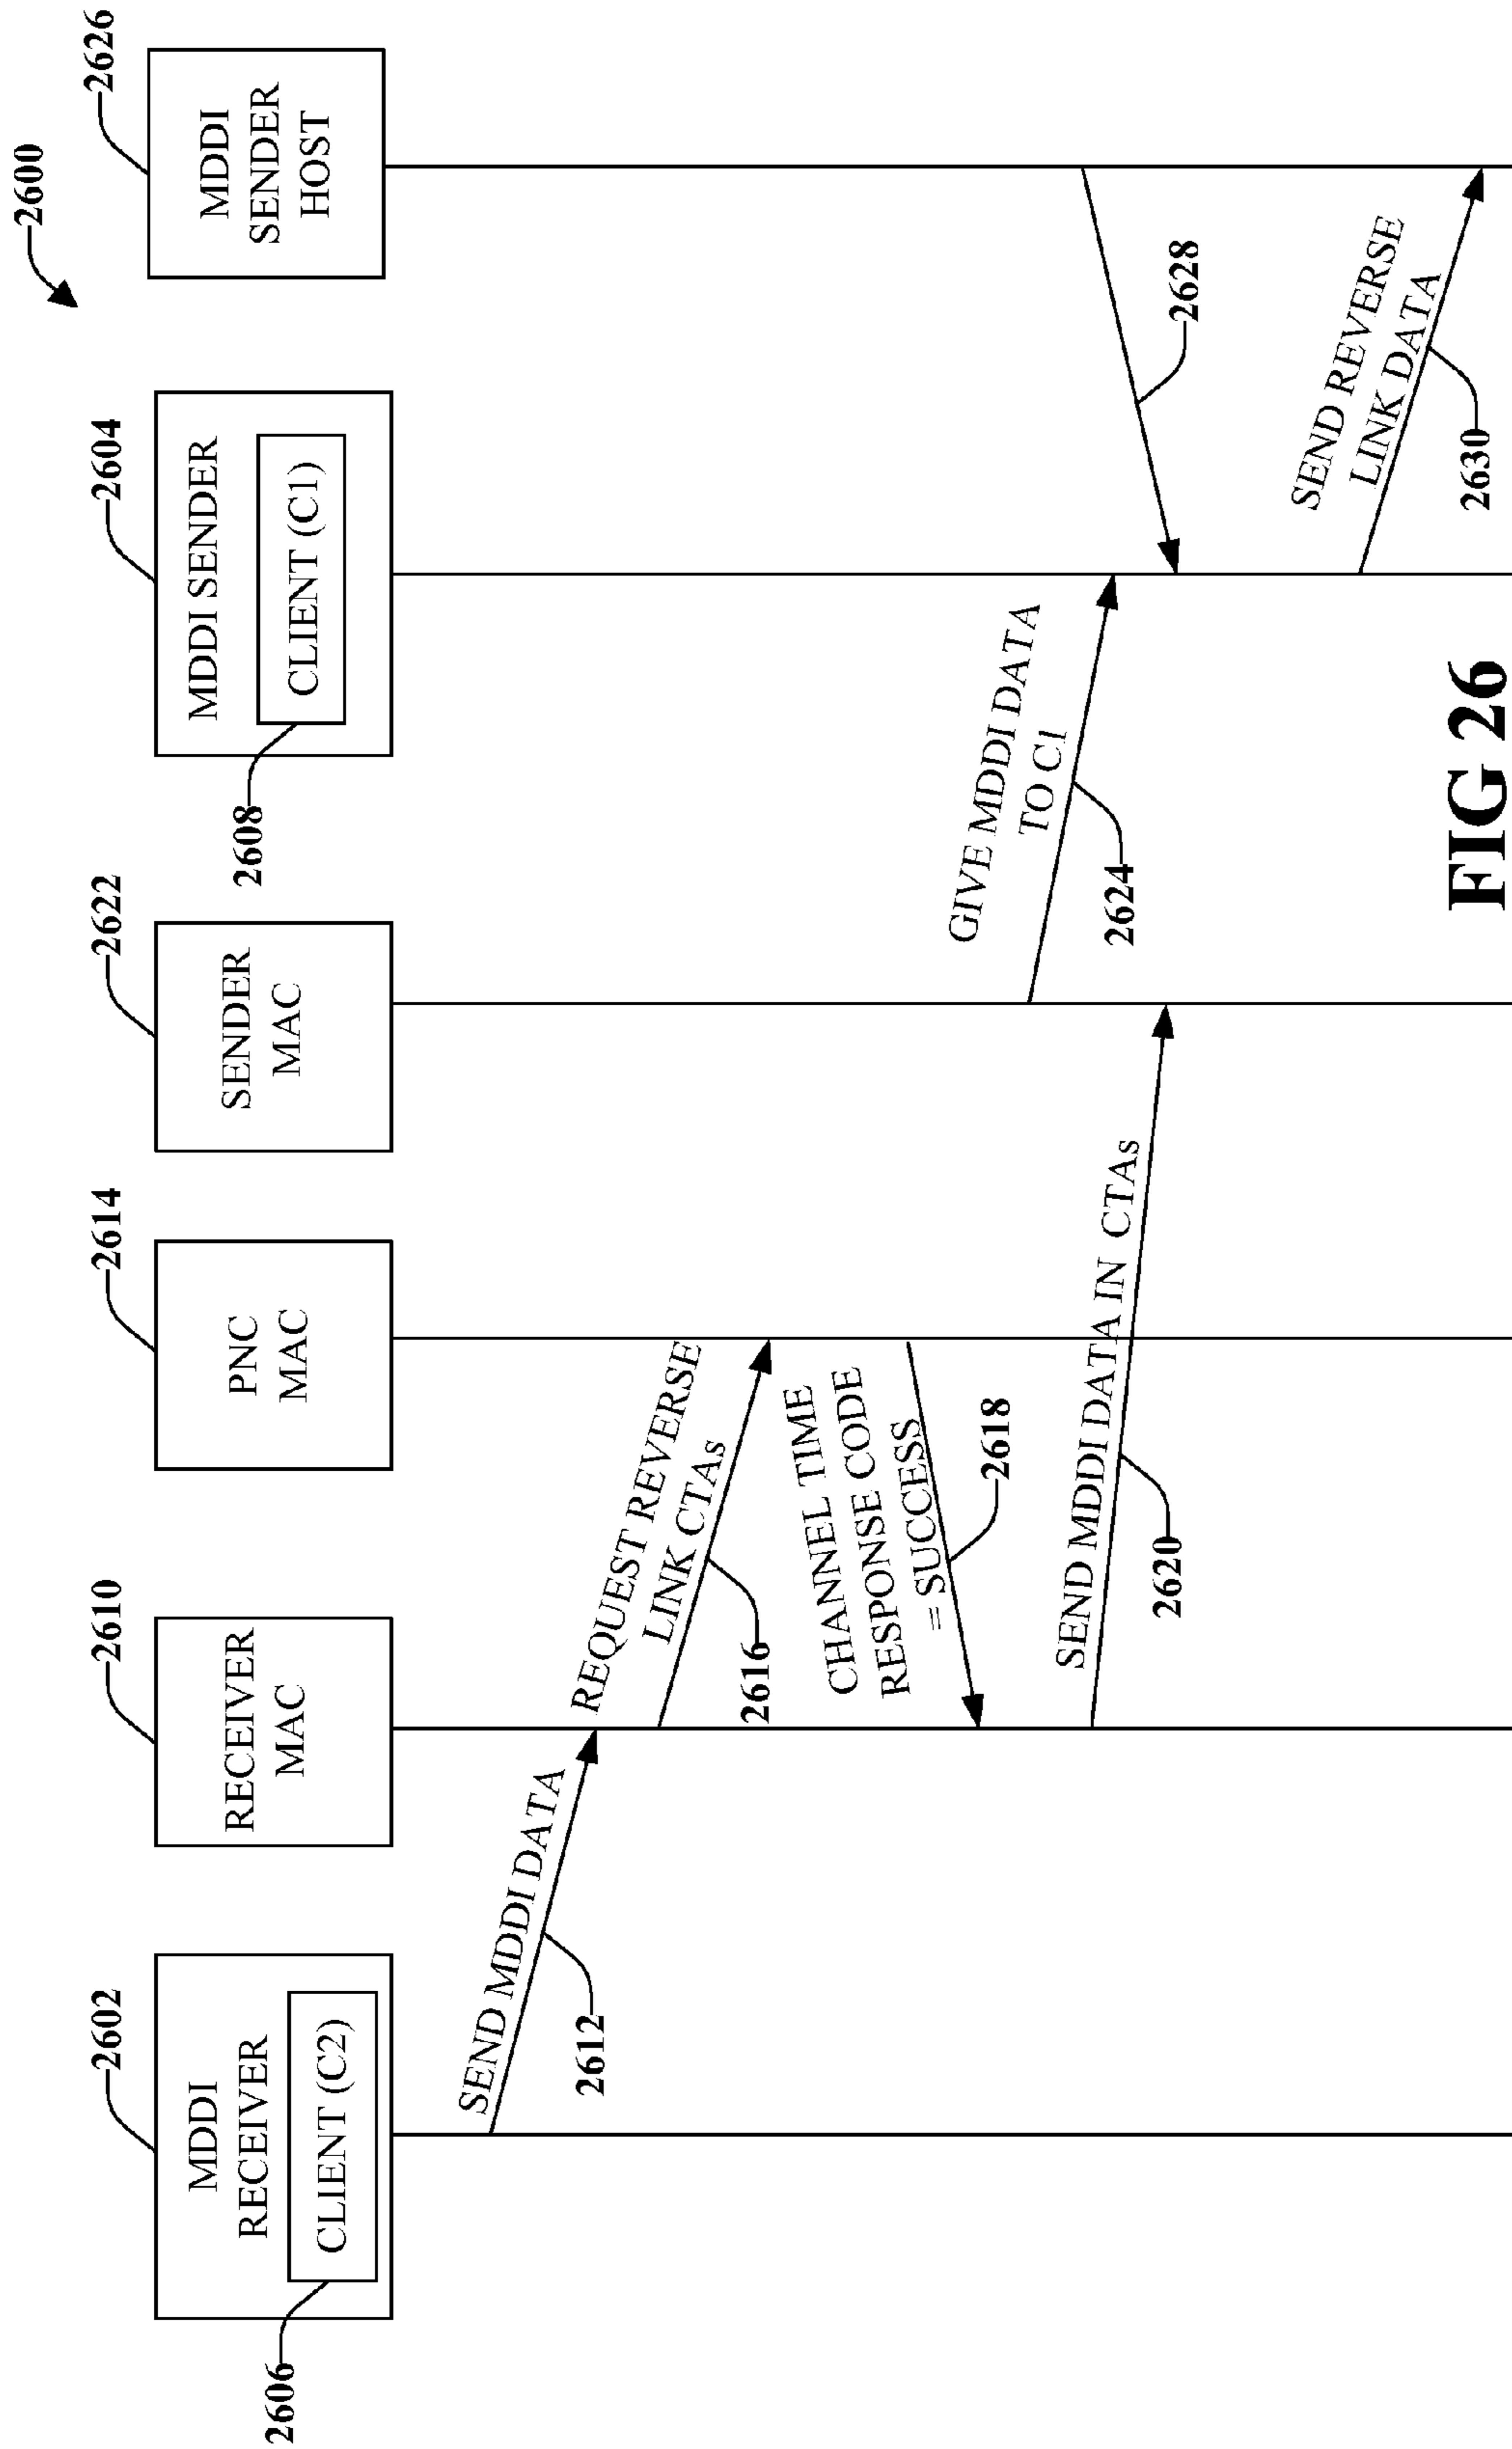 2600
2602
MDDI
RECEIVER
CLIENT (C2)
2606
2610
RECEIVER
MAC
2614
PNC
MAC
2622
SENDER
MAC
2604
MDDI SENDER
CLIENT (C1)
2608
2626
MDDI
SENDER
HOST
SEND MDDI DATA
2612
REQUEST REVERSE
LINK CTAs
2616
CHANNEL TIME
RESPONSE CODE
= SUCCESS
2618
SEND MDDI DATA IN CTAs
2620
GIVE MDDI DATA
TO C1
2624
2628
SEND REVERSE
LINK DATA
2630
FIG 26